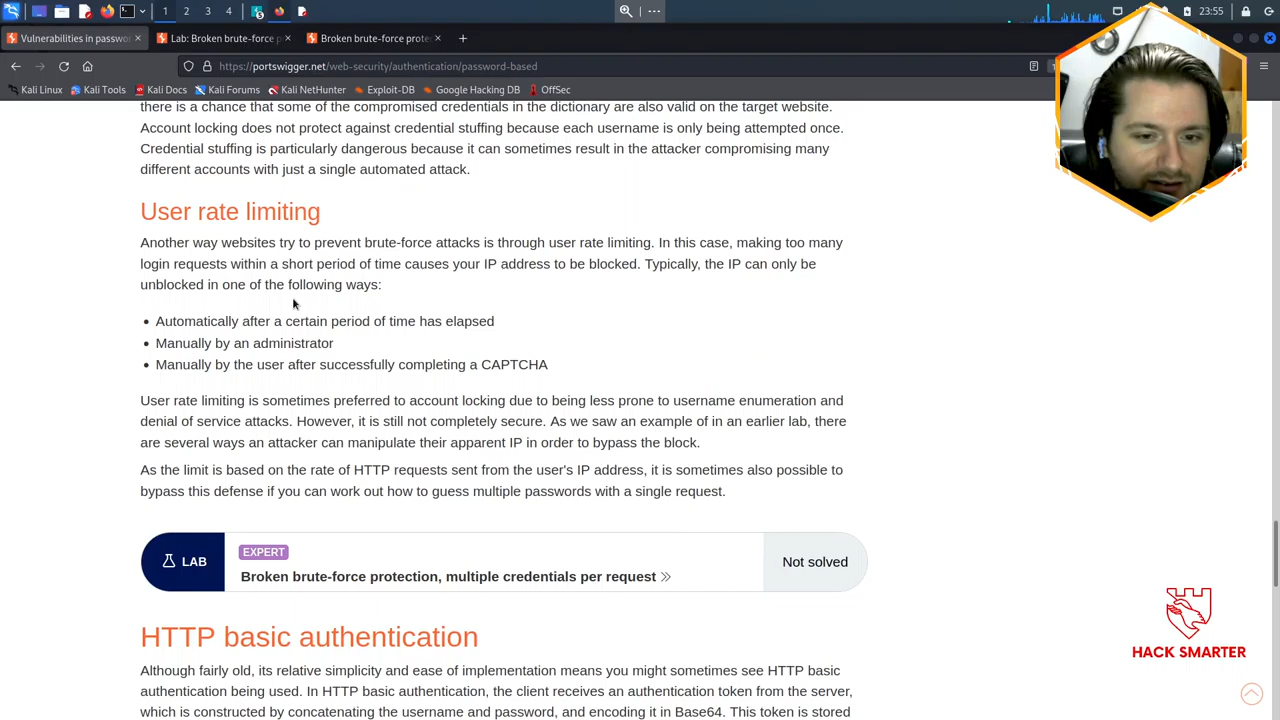 1 2 3 4
23:55
Vulnerabilities in passwo
Lab: Broken brute-force p
Broken brute-force prote
https://portswigger.net/web-security/authentication/password-based
Kali Linux
Kali Tools
Kali Docs
Kali Forums
Kali NetHunter
Exploit-DB
Google Hacking DB
OffSec
there is a chance that some of the compromised credentials in the dictionary are also valid on the target website.
Account locking does not protect against credential stuffing because each username is only being attempted once.
Credential stuffing is particularly dangerous because it can sometimes result in the attacker compromising many
different accounts with just a single automated attack.
User rate limiting
Another way websites try to prevent brute-force attacks is through user rate limiting. In this case, making too many
login requests within a short period of time causes your IP address to be blocked. Typically, the IP can only be
unblocked in one of the following ways:
• Automatically after a certain period of time has elapsed
• Manually by an administrator
• Manually by the user after successfully completing a CAPTCHA
User rate limiting is sometimes preferred to account locking due to being less prone to username enumeration and
denial of service attacks. However, it is still not completely secure. As we saw an example of in an earlier lab, there
are several ways an attacker can manipulate their apparent IP in order to bypass the block.
As the limit is based on the rate of HTTP requests sent from the user's IP address, it is sometimes also possible to
bypass this defense if you can work out how to guess multiple passwords with a single request.
LAB
EXPERT
Broken brute-force protection, multiple credentials per request
Not solved
HTTP basic authentication
Although fairly old, its relative simplicity and ease of implementation means you might sometimes see HTTP basic
authentication being used. In HTTP basic authentication, the client receives an authentication token from the server,
which is constructed by concatenating the username and password, and encoding it in Base64. This token is stored
HACK SMARTER